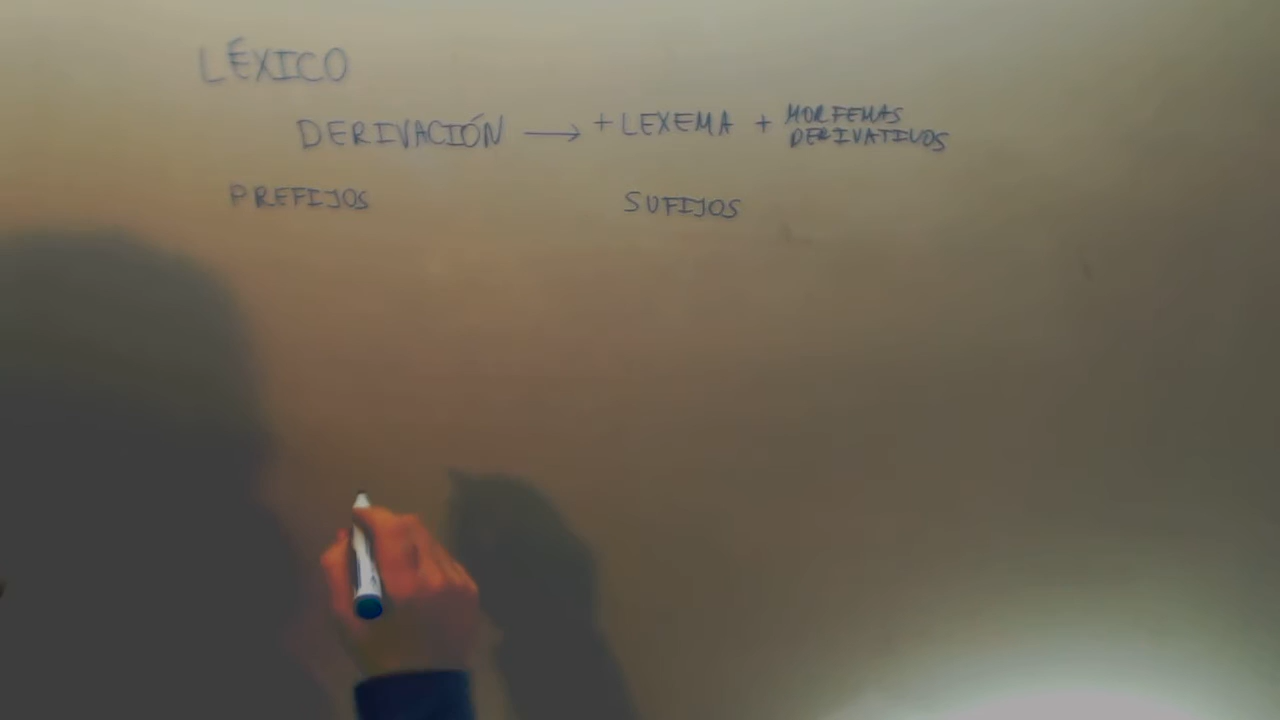 LÉXICO
DERIVACIÓN → + LEXEMA + MORFEMAS
DERIVATIVOS
PREFIJOS SUFIJOS